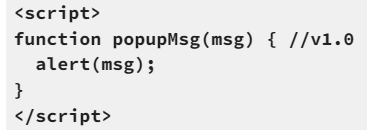 <script>
function popupMsg(msg) { //v1.0
  alert(msg);
}
</script>